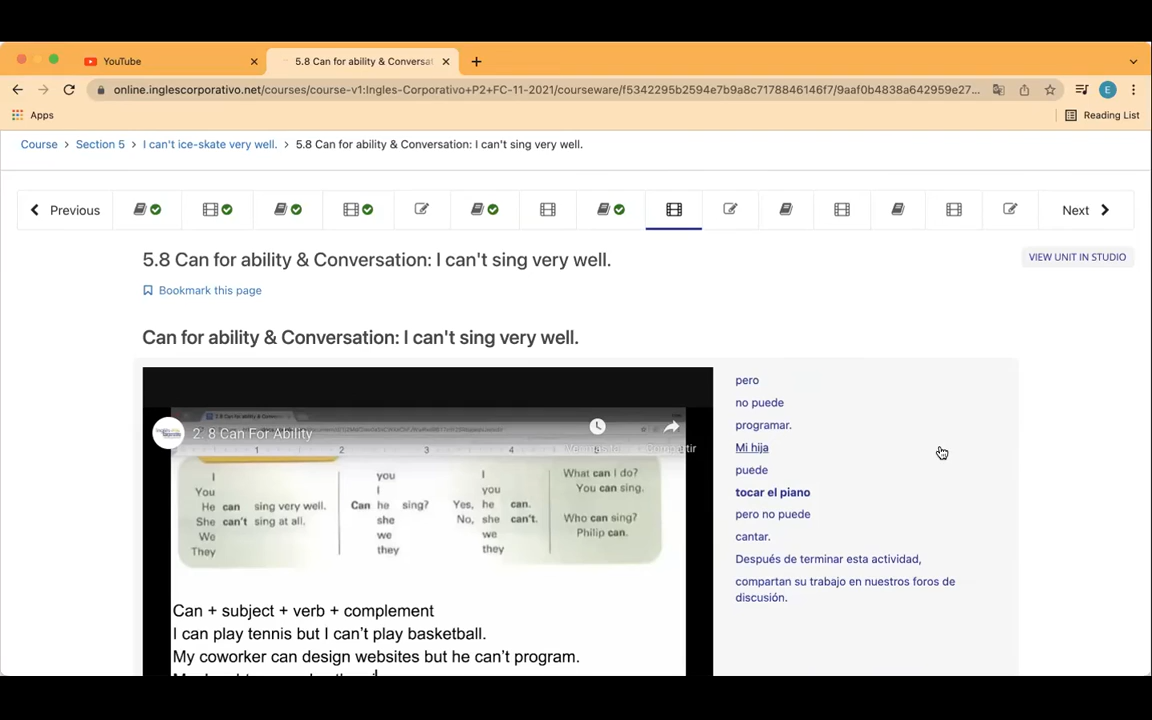 YouTube
5.8 Can for ability & Conversat
online.inglescorporativo.net/courses/course-v1:Ingles-Corporativo+P2+FC-11-2021/courseware/f5342295b2594e7b9a8c7178846146f7/9aaf0b4838a642959e27...
E
Apps
Reading List
Course > Section 5 > I can't ice-skate very well. > 5.8 Can for ability & Conversation: I can't sing very well.
Previous
Next
5.8 Can for ability & Conversation: I can't sing very well.
VIEW UNIT IN STUDIO
Bookmark this page
Can for ability & Conversation: I can't sing very well.
2. 8 Can For Ability
1 2 3 4
I
You
He can sing very well.
She can't sing at all.
We
They
you
I
Can he sing?
she
we
they
I
you
Yes, he can.
No, she can't.
we
they
What can I do?
You can sing.
Who can sing?
Philip can.
Can + subject + verb + complement
I can play tennis but I can't play basketball.
My coworker can design websites but he can't program.
pero
no puede
programar.
Mi hija
puede
tocar el piano
pero no puede
cantar.
Después de terminar esta actividad,
compartan su trabajo en nuestros foros de
discusión.